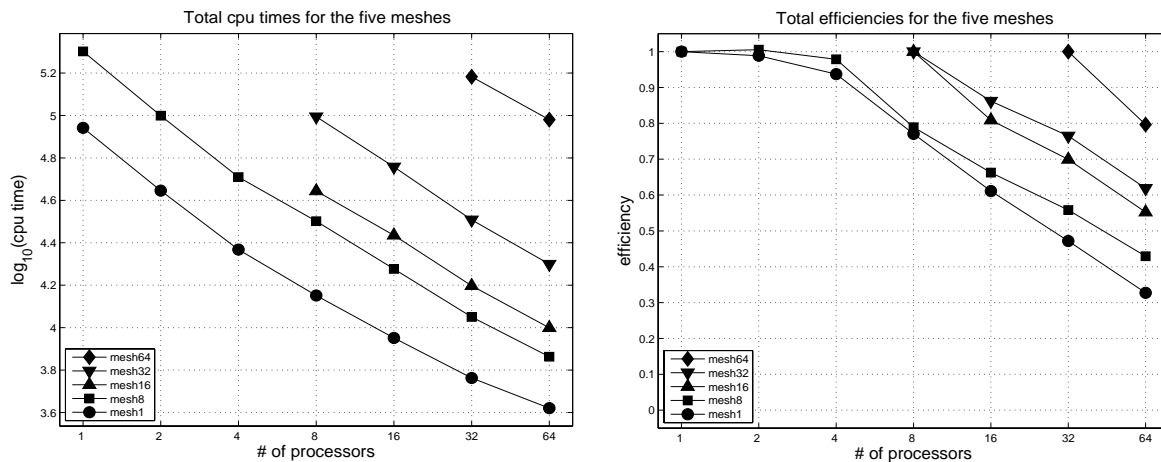 Total cpu times for the five meshes
log10(cpu time)
5.2
5
4.8
4.6
4.4
4.2
4
3.8
3.6
mesh64
mesh32
mesh16
mesh8
mesh1
1 2 4 8 16 32 64
# of processors
Total efficiencies for the five meshes
efficiency
1
0.9
0.8
0.7
0.6
0.5
0.4
0.3
0.2
0.1
0
mesh64
mesh32
mesh16
mesh8
mesh1
1 2 4 8 16 32 64
# of processors